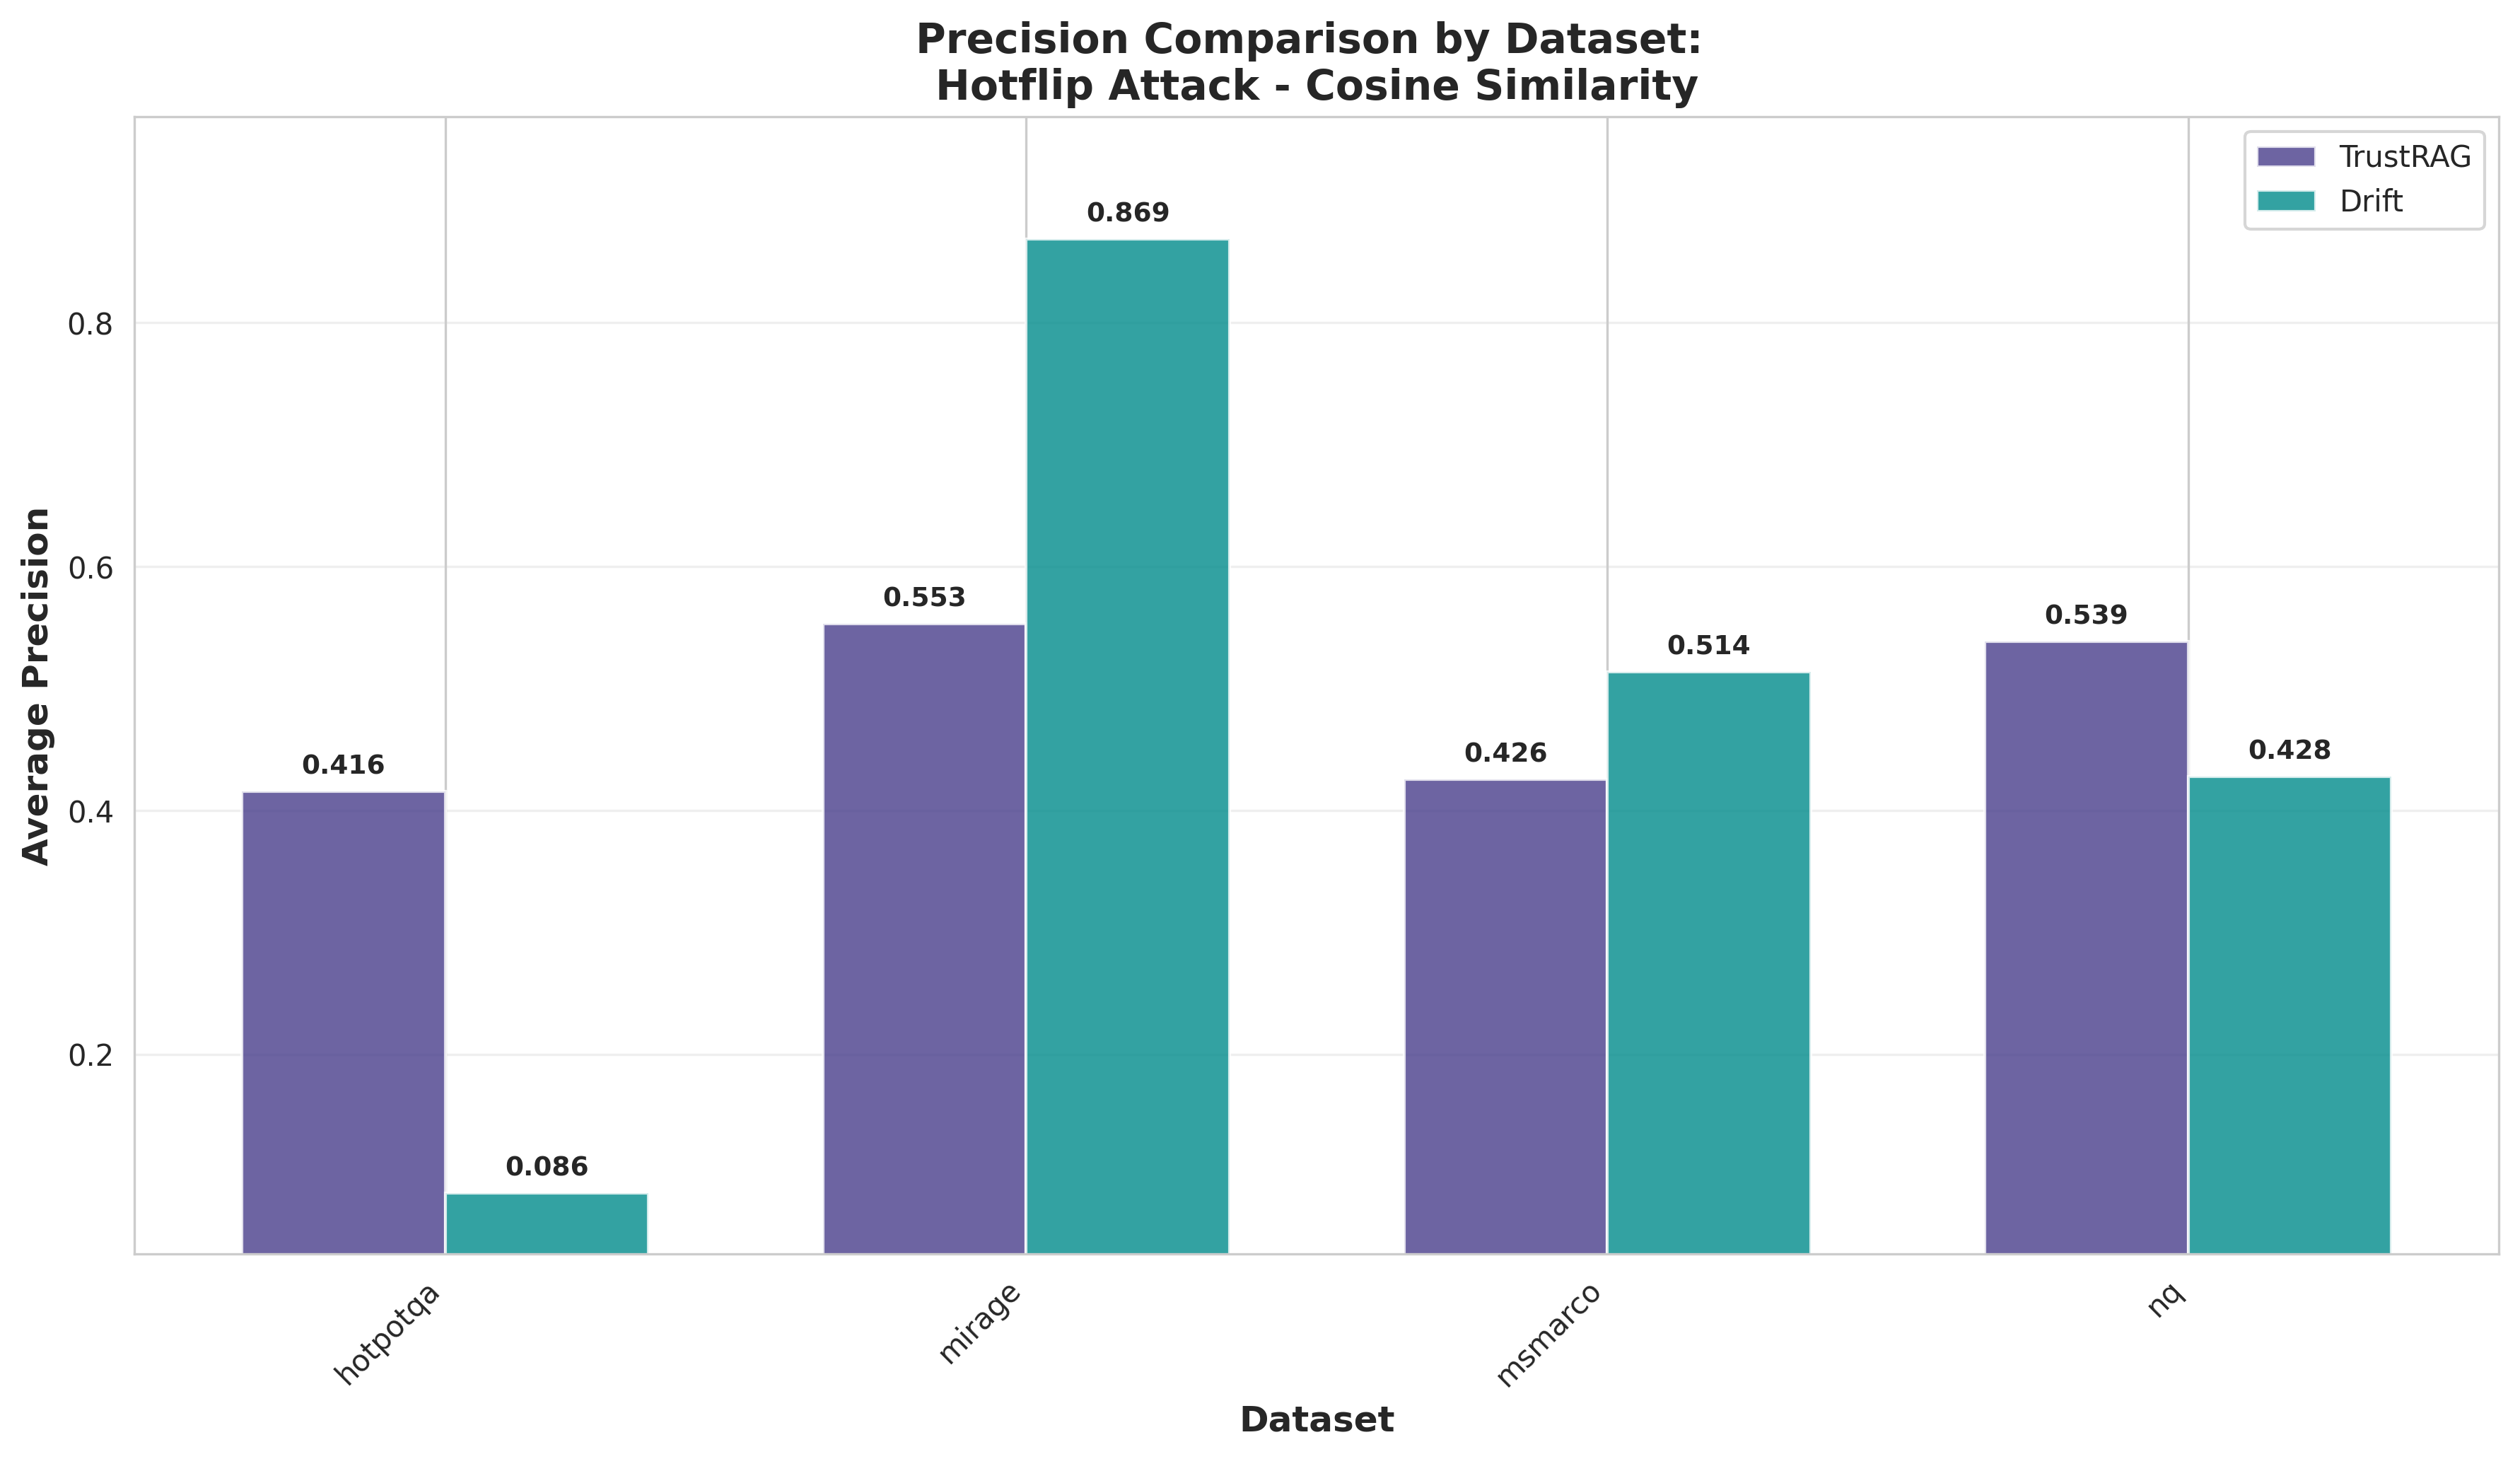 Precision Comparison by Dataset:
Hotflip Attack - Cosine Similarity
TrustRAG
Drift
Average Precision
0.8
0.6
0.4
0.2
0.416
0.086
0.553
0.869
0.426
0.514
0.539
0.428
hotpotqa
mirage
msmarco
nq
Dataset